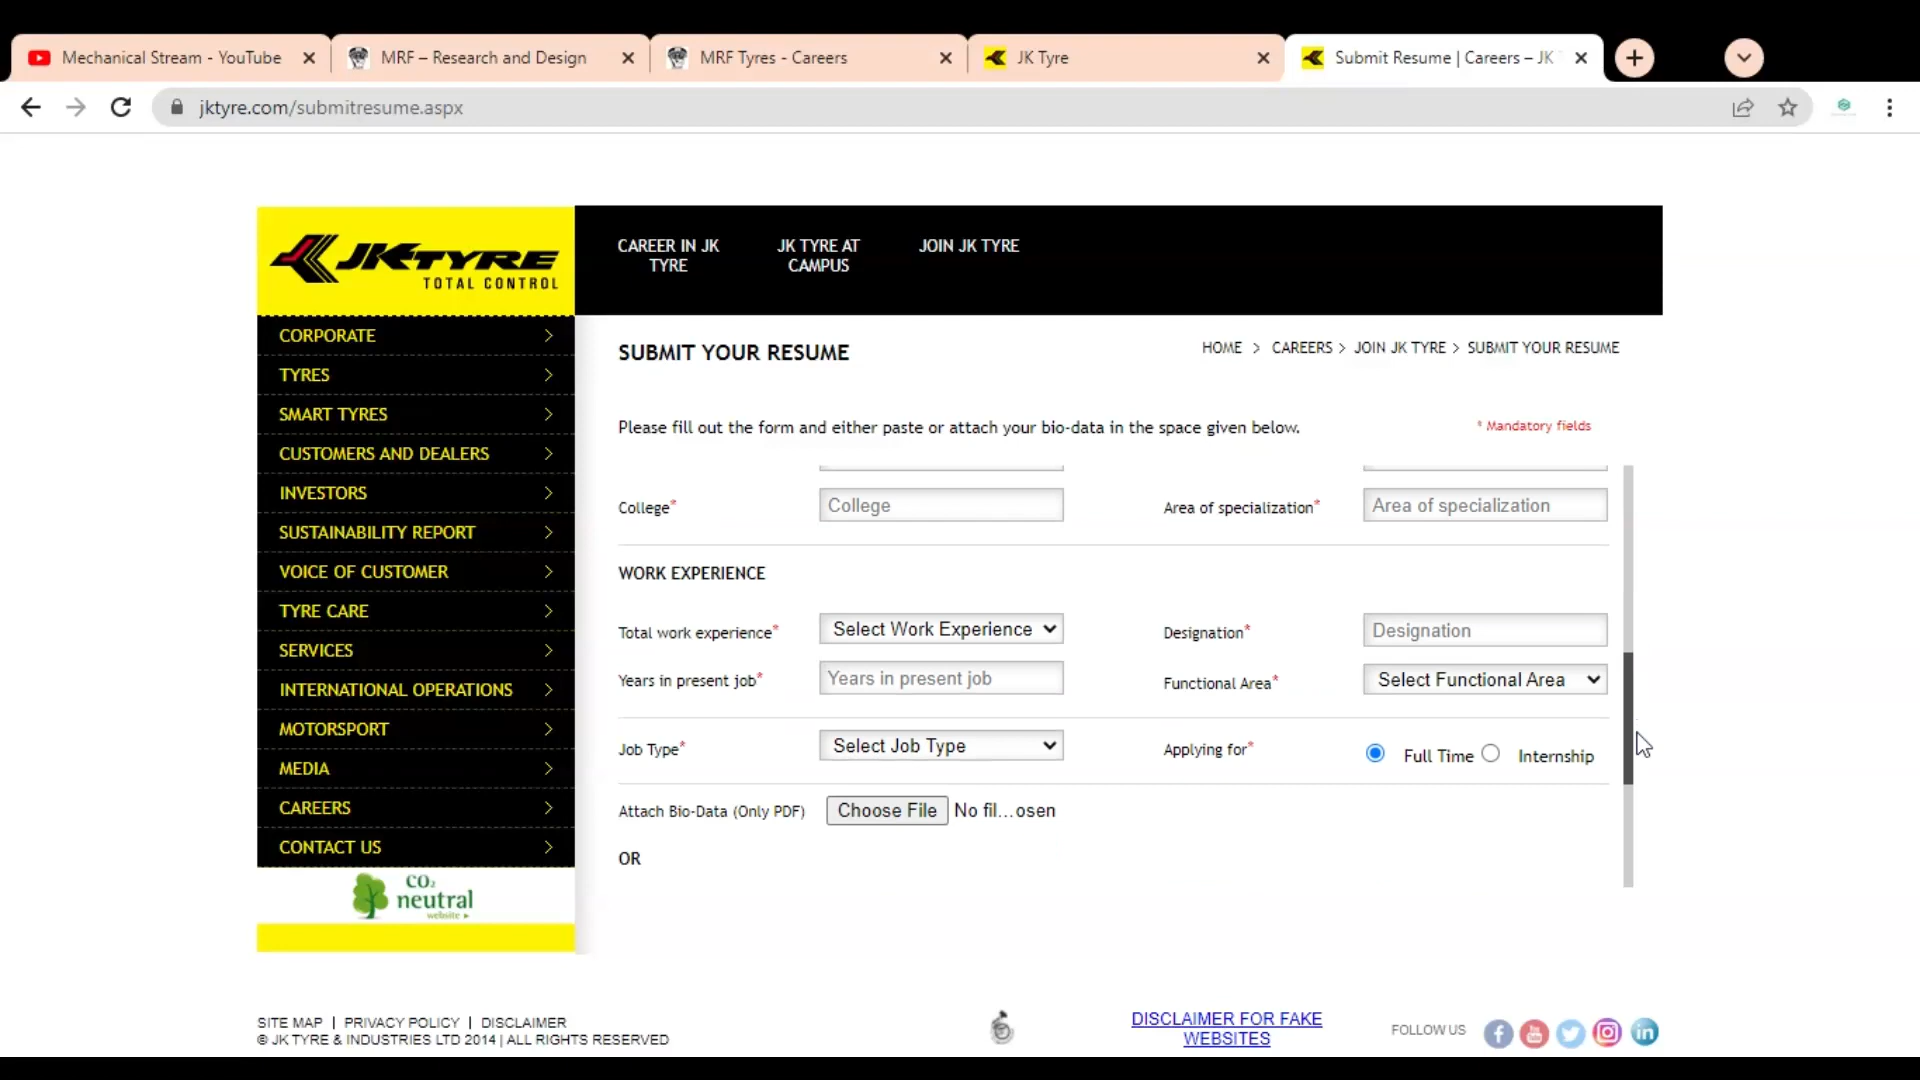 Mechanical Stream - YouTube
MRF – Research and Design
MRF Tyres - Careers
JK Tyre
Submit Resume | Careers – JK
jktyre.com/submitresume.aspx
JK TYRE
TOTAL CONTROL
CAREER IN JK
TYRE
JK TYRE AT
CAMPUS
JOIN JK TYRE
CORPORATE
TYRES
SMART TYRES
CUSTOMERS AND DEALERS
INVESTORS
SUSTAINABILITY REPORT
VOICE OF CUSTOMER
TYRE CARE
SERVICES
INTERNATIONAL OPERATIONS
MOTORSPORT
MEDIA
CAREERS
CONTACT US
CO₂
neutral
website
SUBMIT YOUR RESUME
HOME > CAREERS > JOIN JK TYRE > SUBMIT YOUR RESUME
Please fill out the form and either paste or attach your bio-data in the space given below.
* Mandatory fields
College* College
Area of specialization* Area of specialization
WORK EXPERIENCE
Total work experience* Select Work Experience
Designation* Designation
Years in present job* Years in present job
Functional Area* Select Functional Area
Job Type* Select Job Type
Applying for* Full Time Internship
Attach Bio-Data (Only PDF) Choose File No fil...osen
OR
SITE MAP | PRIVACY POLICY | DISCLAIMER
© JK TYRE & INDUSTRIES LTD 2014 | ALL RIGHTS RESERVED
DISCLAIMER FOR FAKE
WEBSITES
FOLLOW US